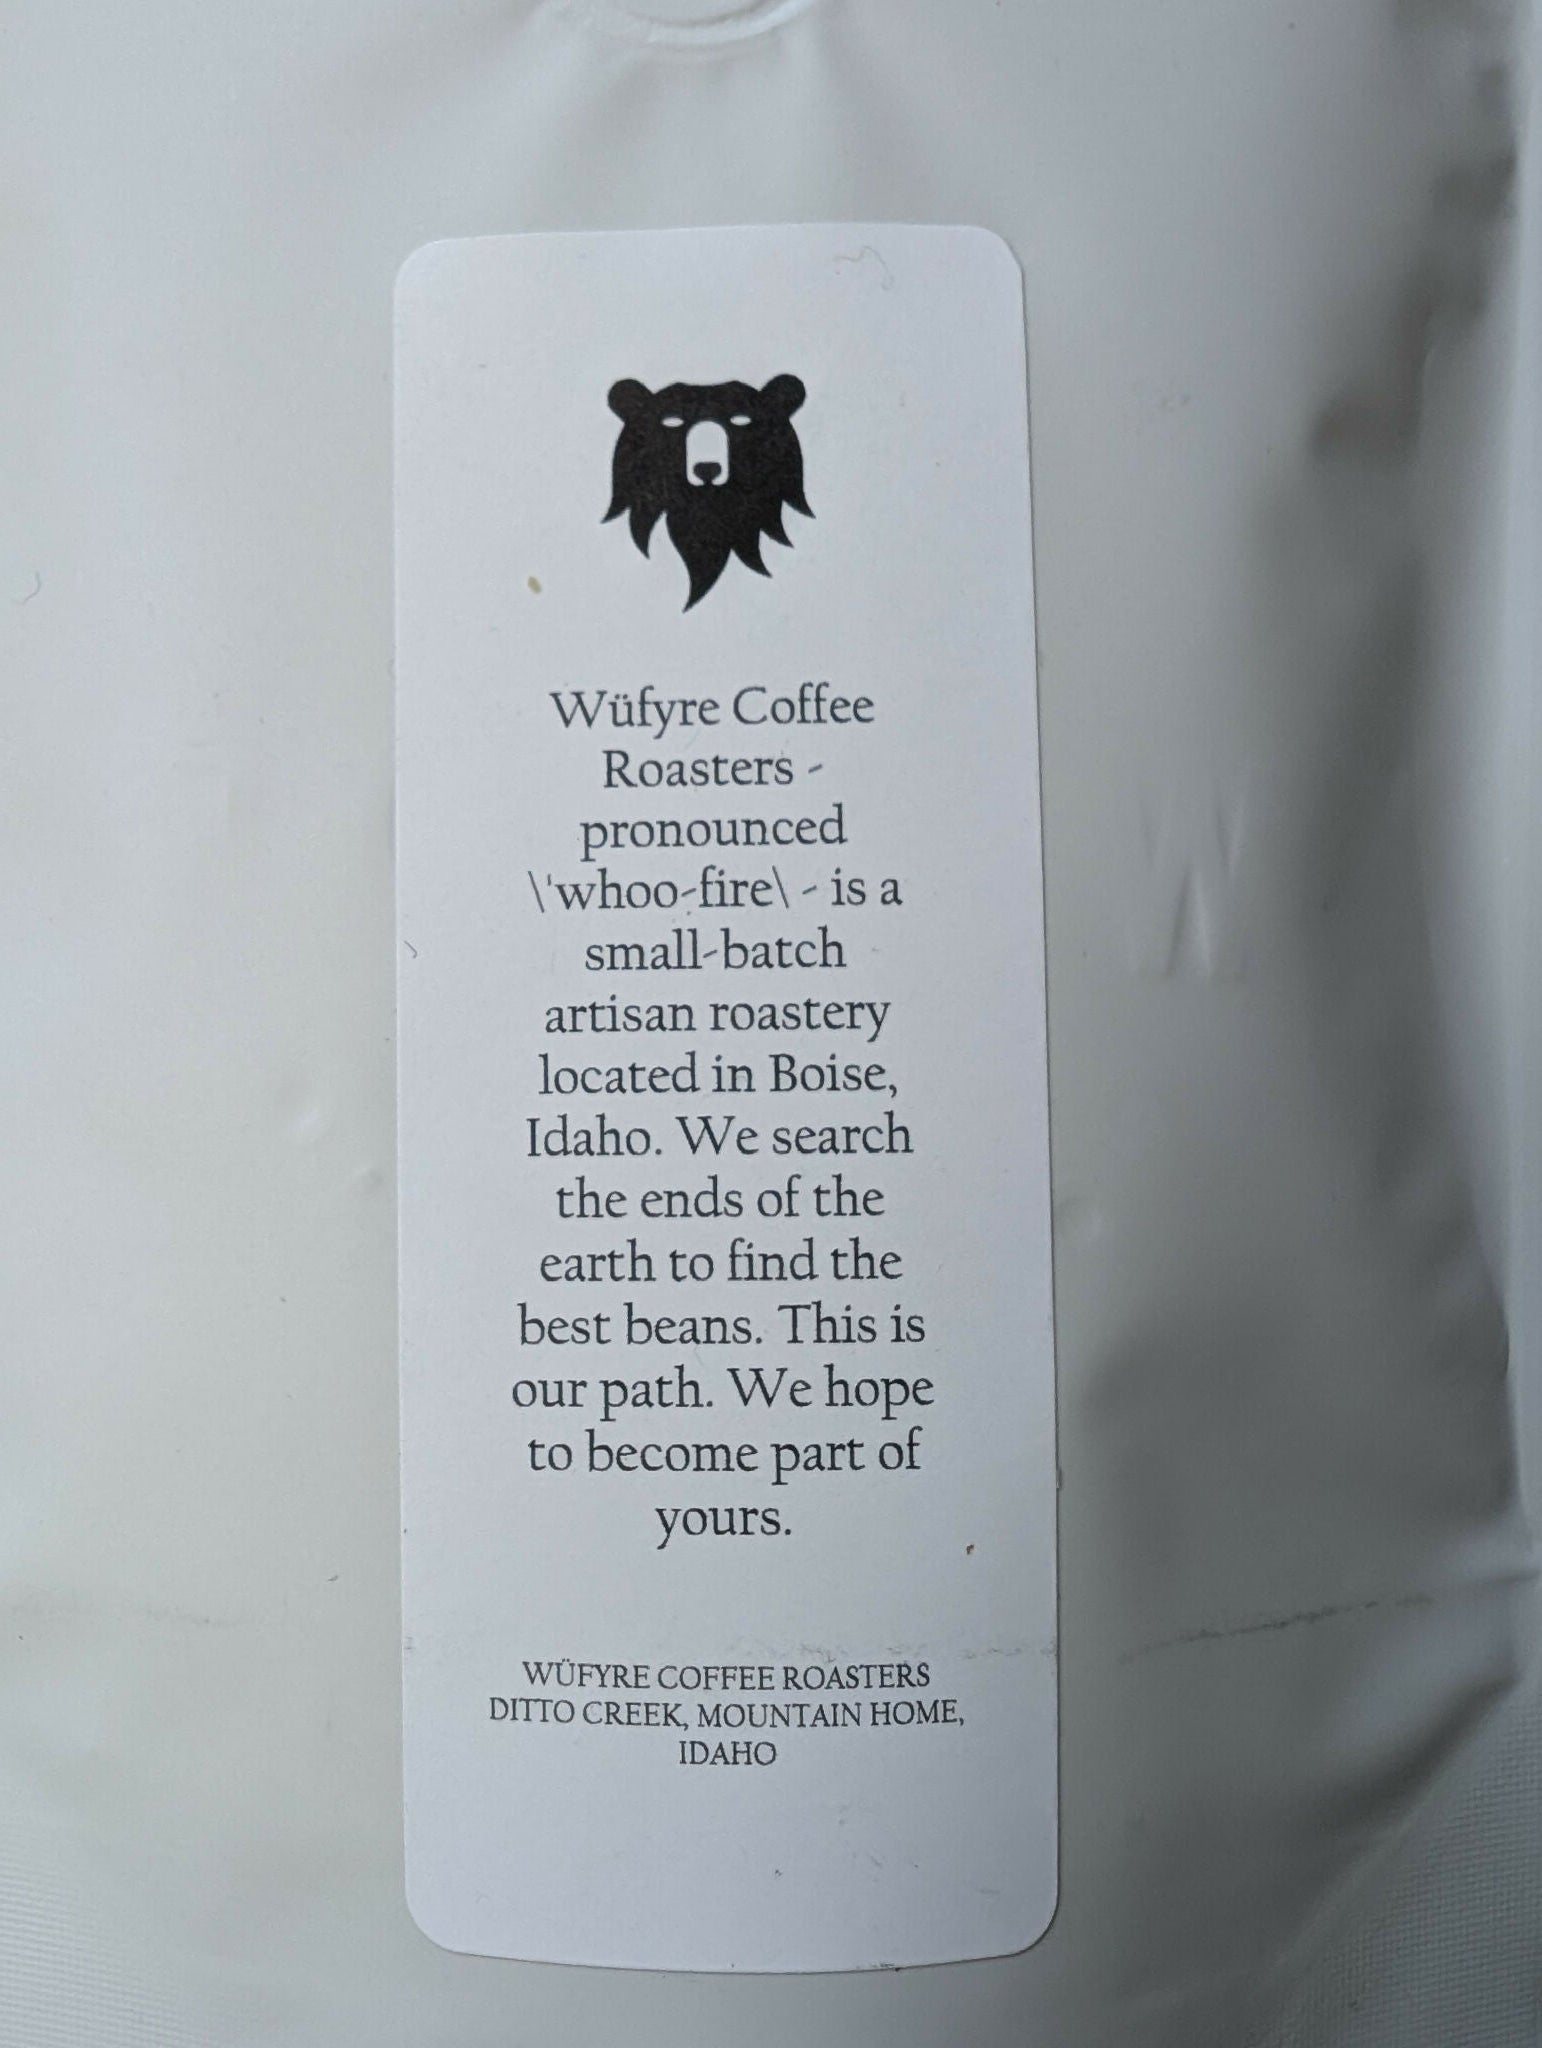 Wüfyre Coffee
Roasters -
pronounced
\'whoo-fire\ - is a
small-batch
artisan roastery
located in Boise,
Idaho. We search
the ends of the
earth to find the
best beans. This is
our path. We hope
to become part of
yours.
WÜFYRE COFFEE ROASTERS
DITTO CREEK, MOUNTAIN HOME,
IDAHO